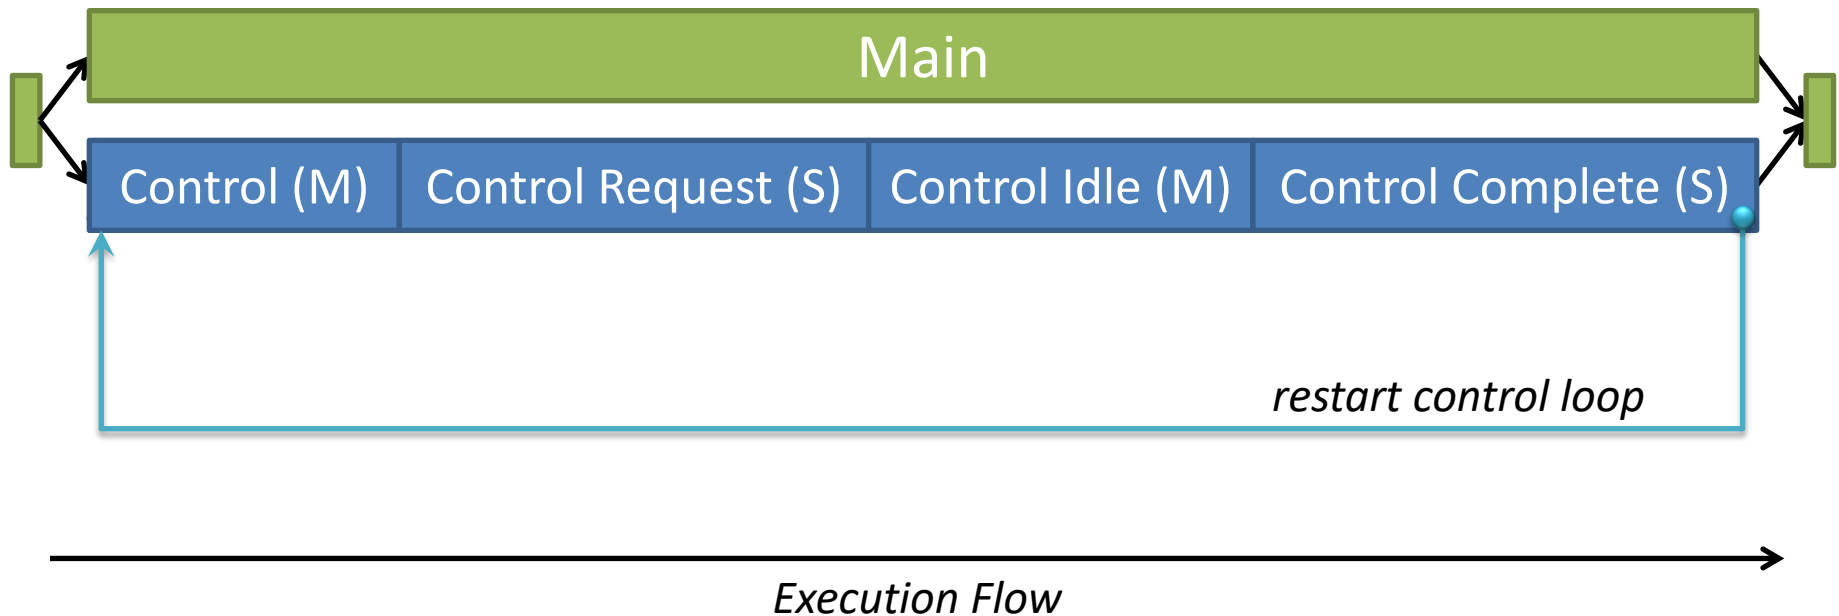 Main
Control (M)
Control Request (S)
Control Idle (M)
Control Complete (S)
restart control loop
Execution Flow